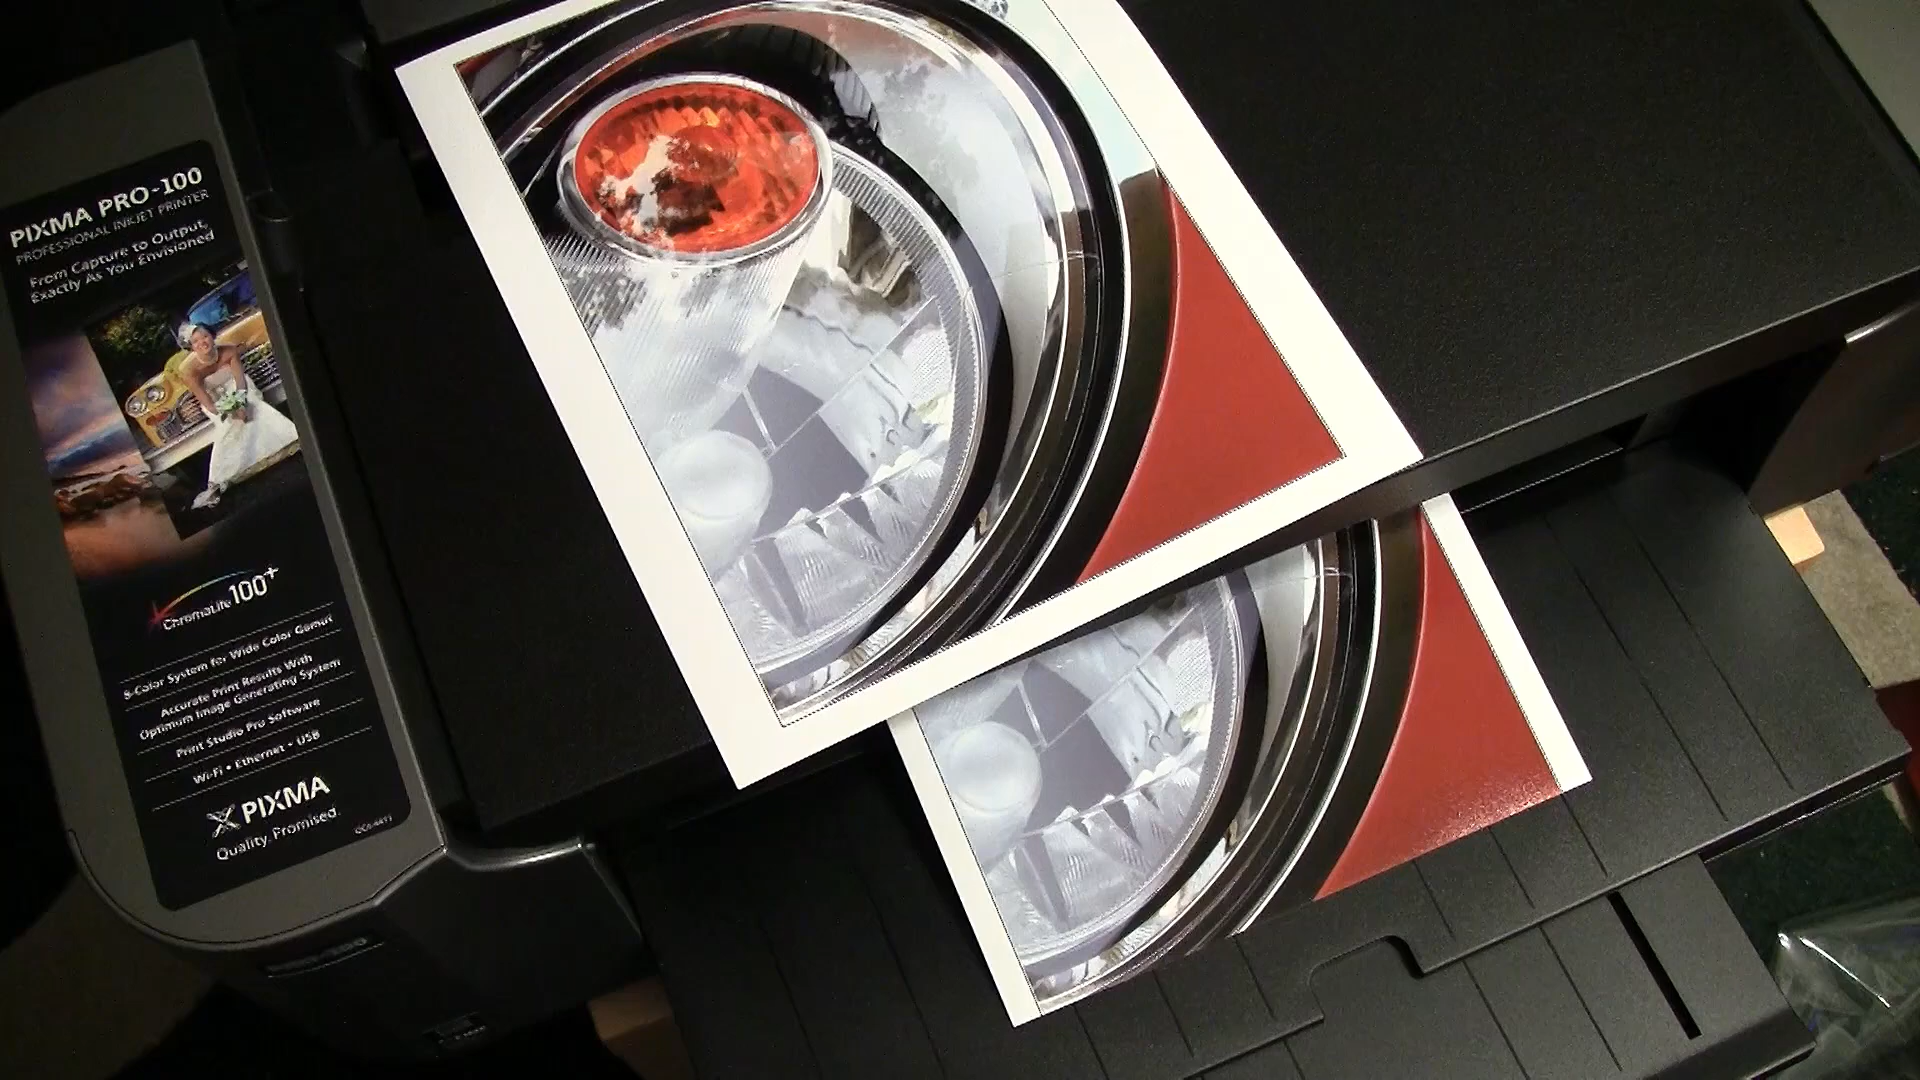 PIXMA PRO-100
PROFESSIONAL INKJET PRINTER
From Capture to Output,
Exactly As You Envisioned
ChromaLife 100+
8-Color System for Wide Color Gamut
Accurate Print Results With
Optimum Image Generating System
Print Studio Pro Software
Wi-Fi • Ethernet • USB
PIXMA
Quality. Promised.